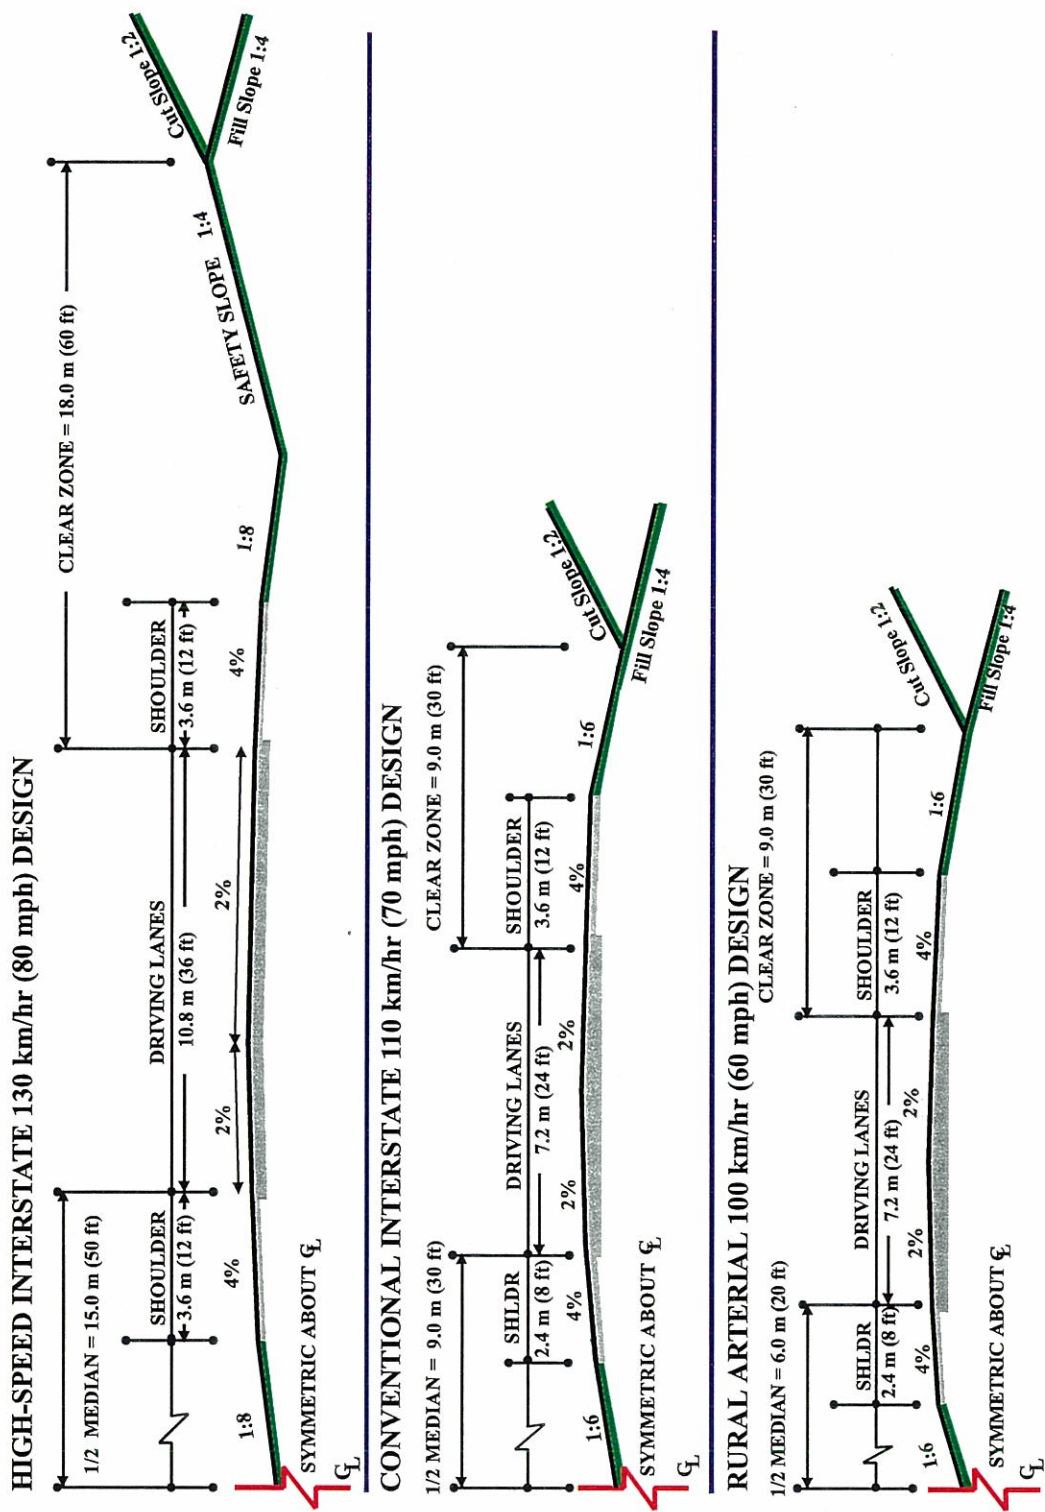 HIGH-SPEED INTERSTATE 130 km/hr (80 mph) DESIGN
1/2 MEDIAN = 15.0 m (50 ft)
CLEAR ZONE = 18.0 m (60 ft)
SHOULDER
3.6 m (12 ft)
DRIVING LANES
10.8 m (36 ft)
SHOULDER
3.6 m (12 ft)
1:8
4%
2%
2%
4%
1:8
SAFETY SLOPE 1:4
Cut Slope 1:2
Fill Slope 1:4
SYMMETRIC ABOUT CL
CL
CONVENTIONAL INTERSTATE 110 km/hr (70 mph) DESIGN
1/2 MEDIAN = 9.0 m (30 ft)
CLEAR ZONE = 9.0 m (30 ft)
SHLDR
2.4 m (8 ft)
DRIVING LANES
7.2 m (24 ft)
SHOULDER
3.6 m (12 ft)
1:6
4%
2%
2%
4%
1:6
Cut Slope 1:2
Fill Slope 1:4
SYMMETRIC ABOUT CL
CL
RURAL ARTERIAL 100 km/hr (60 mph) DESIGN
1/2 MEDIAN = 6.0 m (20 ft)
CLEAR ZONE = 9.0 m (30 ft)
SHLDR
2.4 m (8 ft)
DRIVING LANES
7.2 m (24 ft)
SHOULDER
3.6 m (12 ft)
1:6
4%
2%
2%
4%
1:6
Cut Slope 1:2
Fill Slope 1:4
SYMMETRIC ABOUT CL
CL